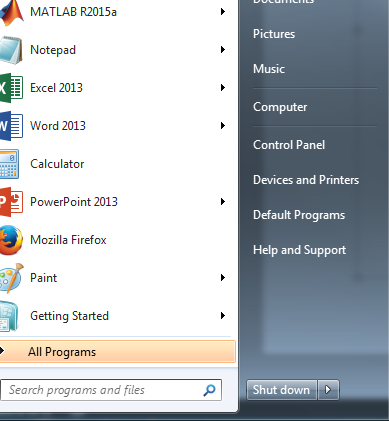 MATLAB R2015a
Notepad
Excel 2013
Word 2013
Calculator
PowerPoint 2013
Mozilla Firefox
Paint
Getting Started
All Programs
Search programs and files
Documents
Pictures
Music
Computer
Control Panel
Devices and Printers
Default Programs
Help and Support
Shut down